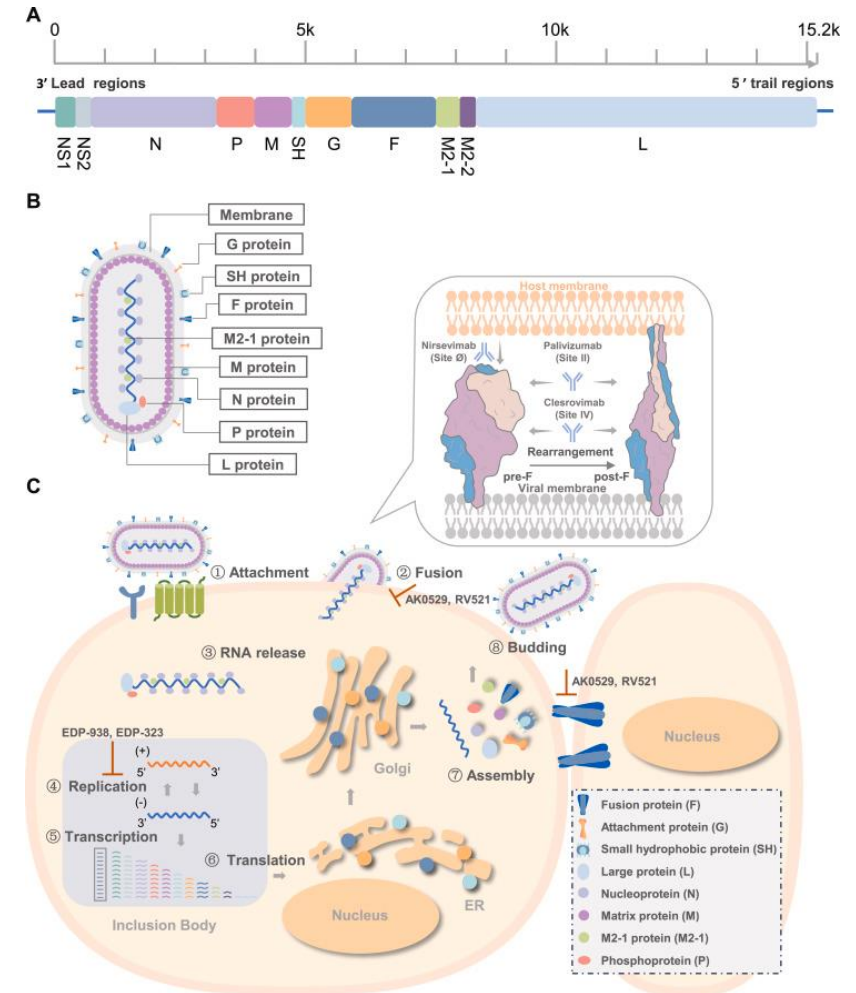 A
0 5k 10k 15.2k
3′ Lead regions 5 ′ trail regions
NS1 NS2 N P M SH G F M2-1 M2-2 L
B
Membrane
G protein
SH protein
F protein
M2-1 protein
M protein
N protein
P protein
L protein
Host membrane
Nirsevimab
(Site Ø)
Palivizumab
(Site II)
Clesrovimab
(Site IV)
Rearrangement
pre-F post-F
Viral membrane
C
① Attachment
② Fusion
AK0529, RV521
③ RNA release
⑧ Budding
AK0529, RV521
EDP-938, EDP-323
(+)
5' 3'
④ Replication
(-)
3' 5'
⑤ Transcription
⑥ Translation
Inclusion Body
Golgi
⑦ Assembly
ER
Nucleus
Nucleus
Fusion protein (F)
Attachment protein (G)
Small hydrophobic protein (SH)
Large protein (L)
Nucleoprotein (N)
Matrix protein (M)
M2-1 protein (M2-1)
Phosphoprotein (P)